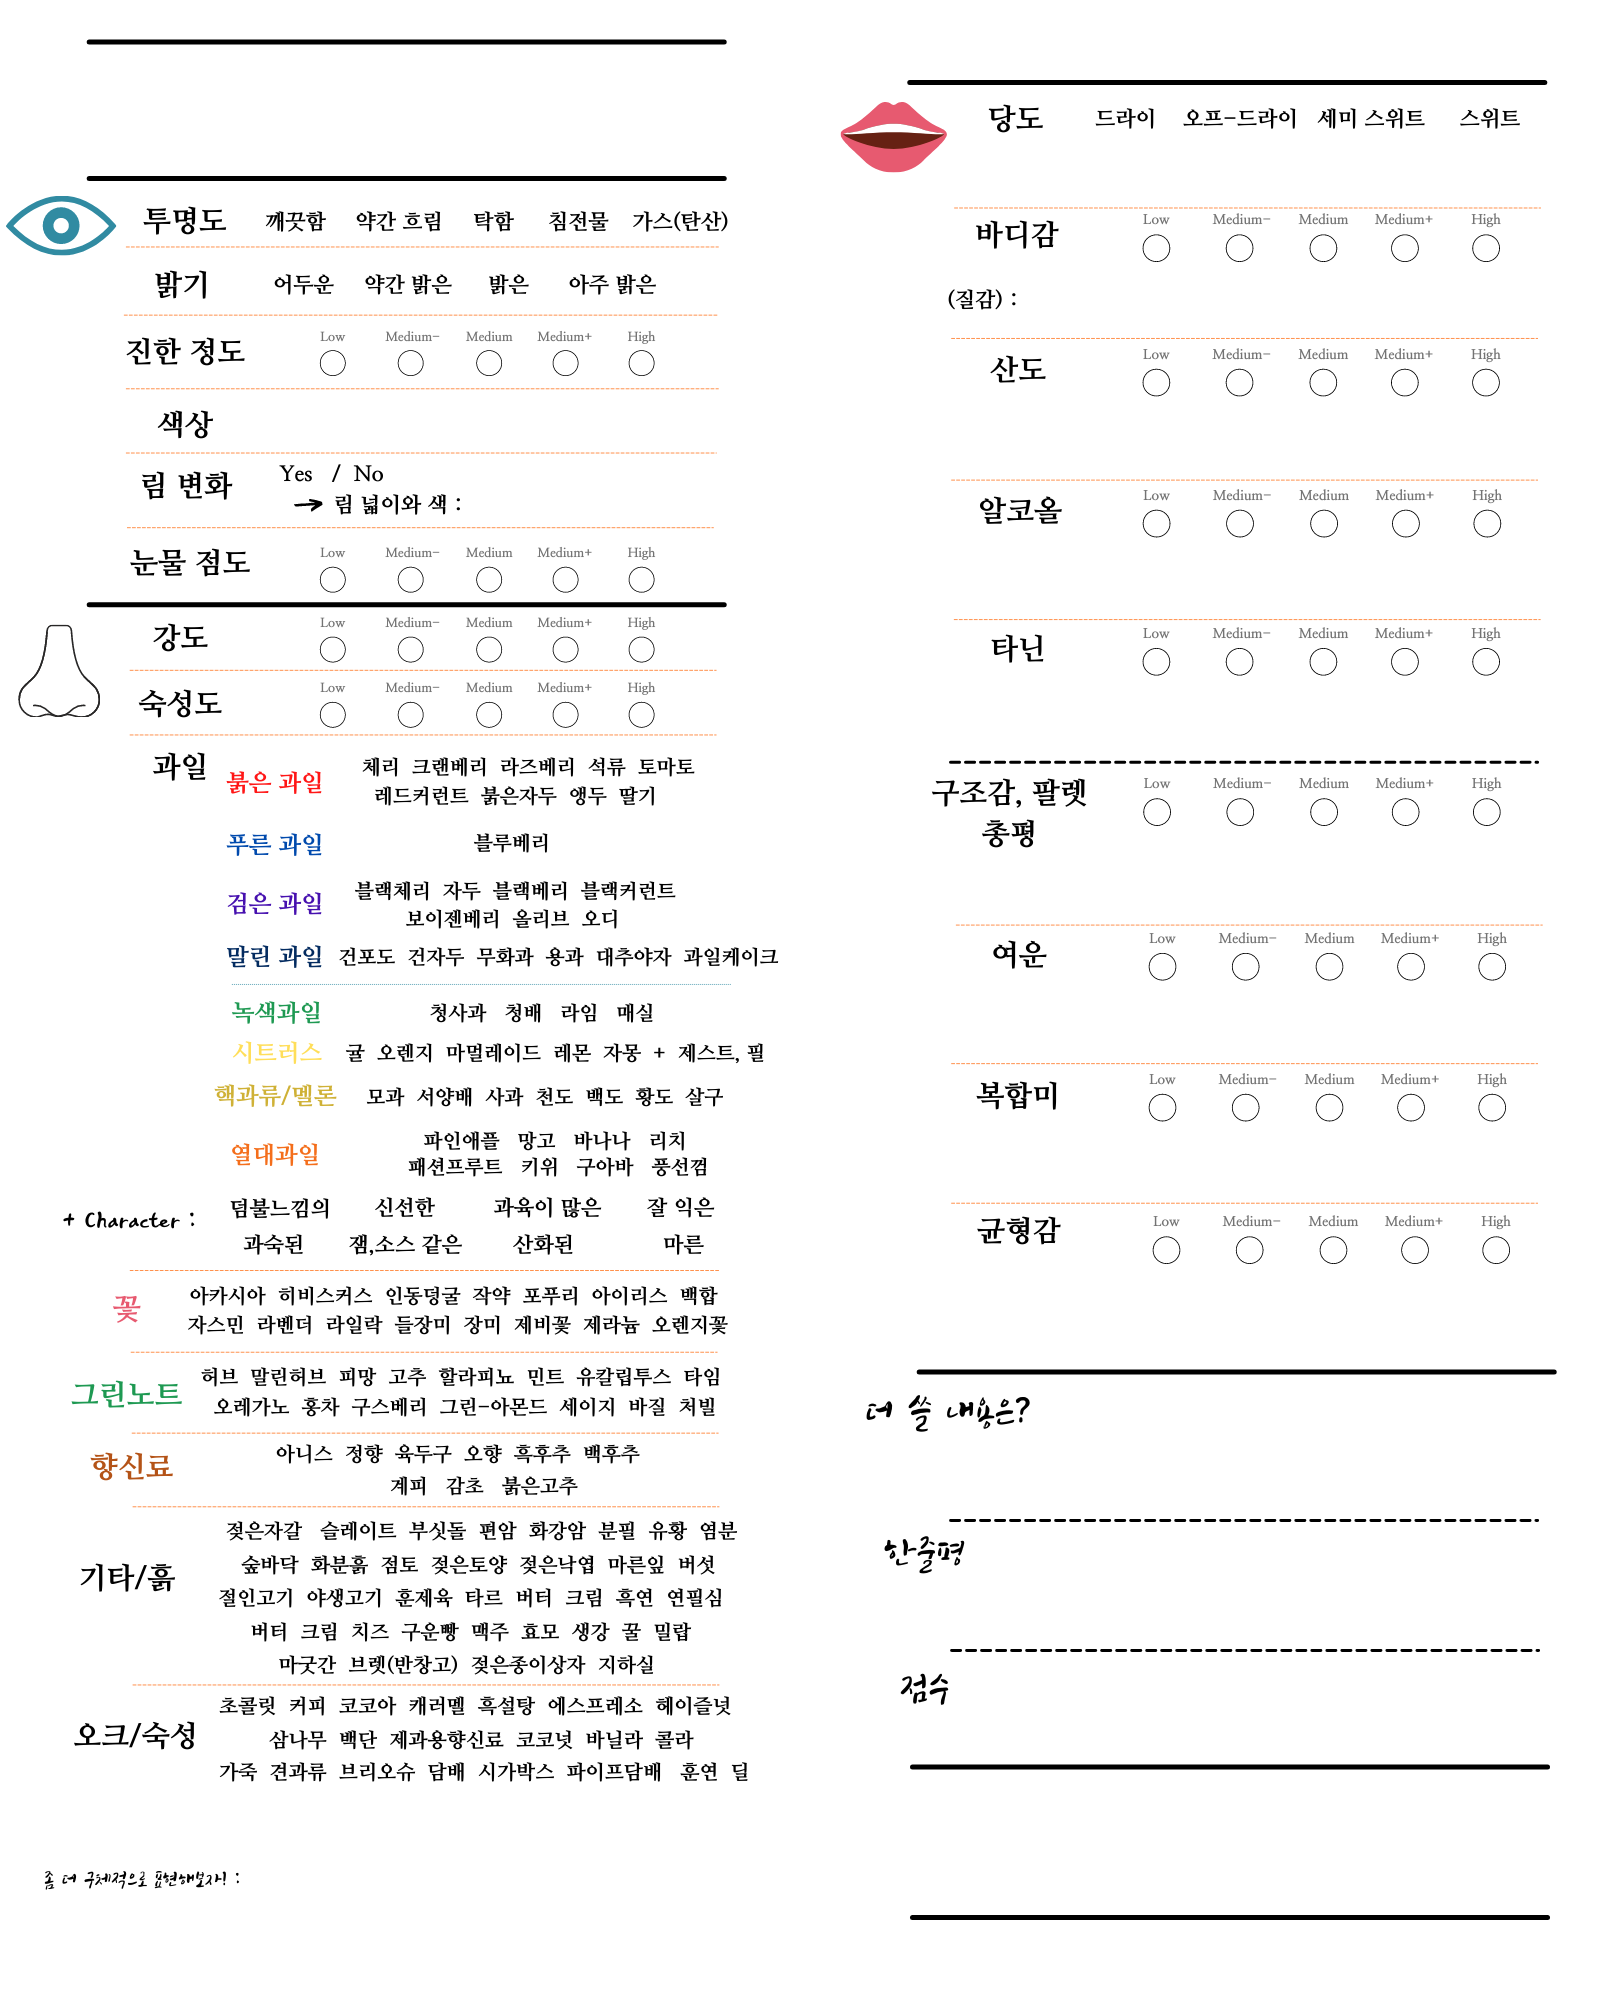 투명도 깨끗함 약간 흐림 탁함 침전물 가스(탄산)
밝기 어두운 약간 밝은 밝은 아주 밝은
진한 정도 Low Medium- Medium Medium+ High
색상
림 변화 Yes / No
→ 림 넓이와 색 :
눈물 점도 Low Medium- Medium Medium+ High
강도 Low Medium- Medium Medium+ High
숙성도 Low Medium- Medium Medium+ High
과일
붉은 과일 체리 크랜베리 라즈베리 석류 토마토
레드커런트 붉은자두 앵두 딸기
푸른 과일 블루베리
검은 과일 블랙체리 자두 블랙베리 블랙커런트
보이젠베리 올리브 오디
말린 과일 건포도 건자두 무화과 용과 대추야자 과일케이크
녹색과일 청사과 청배 라임 매실
시트러스 귤 오렌지 마멀레이드 레몬 자몽 + 제스트, 필
핵과류/멜론 모과 서양배 사과 천도 백도 황도 살구
열대과일 파인애플 망고 바나나 리치
패션프루트 키위 구아바 풍선껌
+ Character : 덤불느낌의 신선한 과육이 많은 잘 익은
과숙된 잼,소스 같은 산화된 마른
꽃 아카시아 히비스커스 인동덩굴 작약 포푸리 아이리스 백합
자스민 라벤더 라일락 들장미 장미 제비꽃 제라늄 오렌지꽃
그린노트 허브 말린허브 피망 고추 할라피뇨 민트 유칼립투스 타임
오레가노 홍차 구스베리 그린-아몬드 세이지 바질 처빌
향신료 아니스 정향 육두구 오향 흑후추 백후추
계피 감초 붉은고추
기타/흙 젖은자갈 슬레이트 부싯돌 편암 화강암 분필 유황 염분
숲바닥 화분흙 점토 젖은토양 젖은낙엽 마른잎 버섯
절인고기 야생고기 훈제육 타르 버터 크림 흑연 연필심
버터 크림 치즈 구운빵 맥주 효모 생강 꿀 밀랍
마굿간 브렛(반창고) 젖은종이상자 지하실
오크/숙성 초콜릿 커피 코코아 캐러멜 흑설탕 에스프레소 헤이즐넛
삼나무 백단 제과용향신료 코코넛 바닐라 콜라
가죽 견과류 브리오슈 담배 시가박스 파이프담배 훈연 딜
좀 더 구체적으로 표현해보자! :
당도 드라이 오프-드라이 세미 스위트 스위트
바디감 Low Medium- Medium Medium+ High
(질감) :
산도 Low Medium- Medium Medium+ High
알코올 Low Medium- Medium Medium+ High
타닌 Low Medium- Medium Medium+ High
구조감, 팔렛 Low Medium- Medium Medium+ High
총평
여운 Low Medium- Medium Medium+ High
복합미 Low Medium- Medium Medium+ High
균형감 Low Medium- Medium Medium+ High
더 쓸 내용은?
한줄평
점수